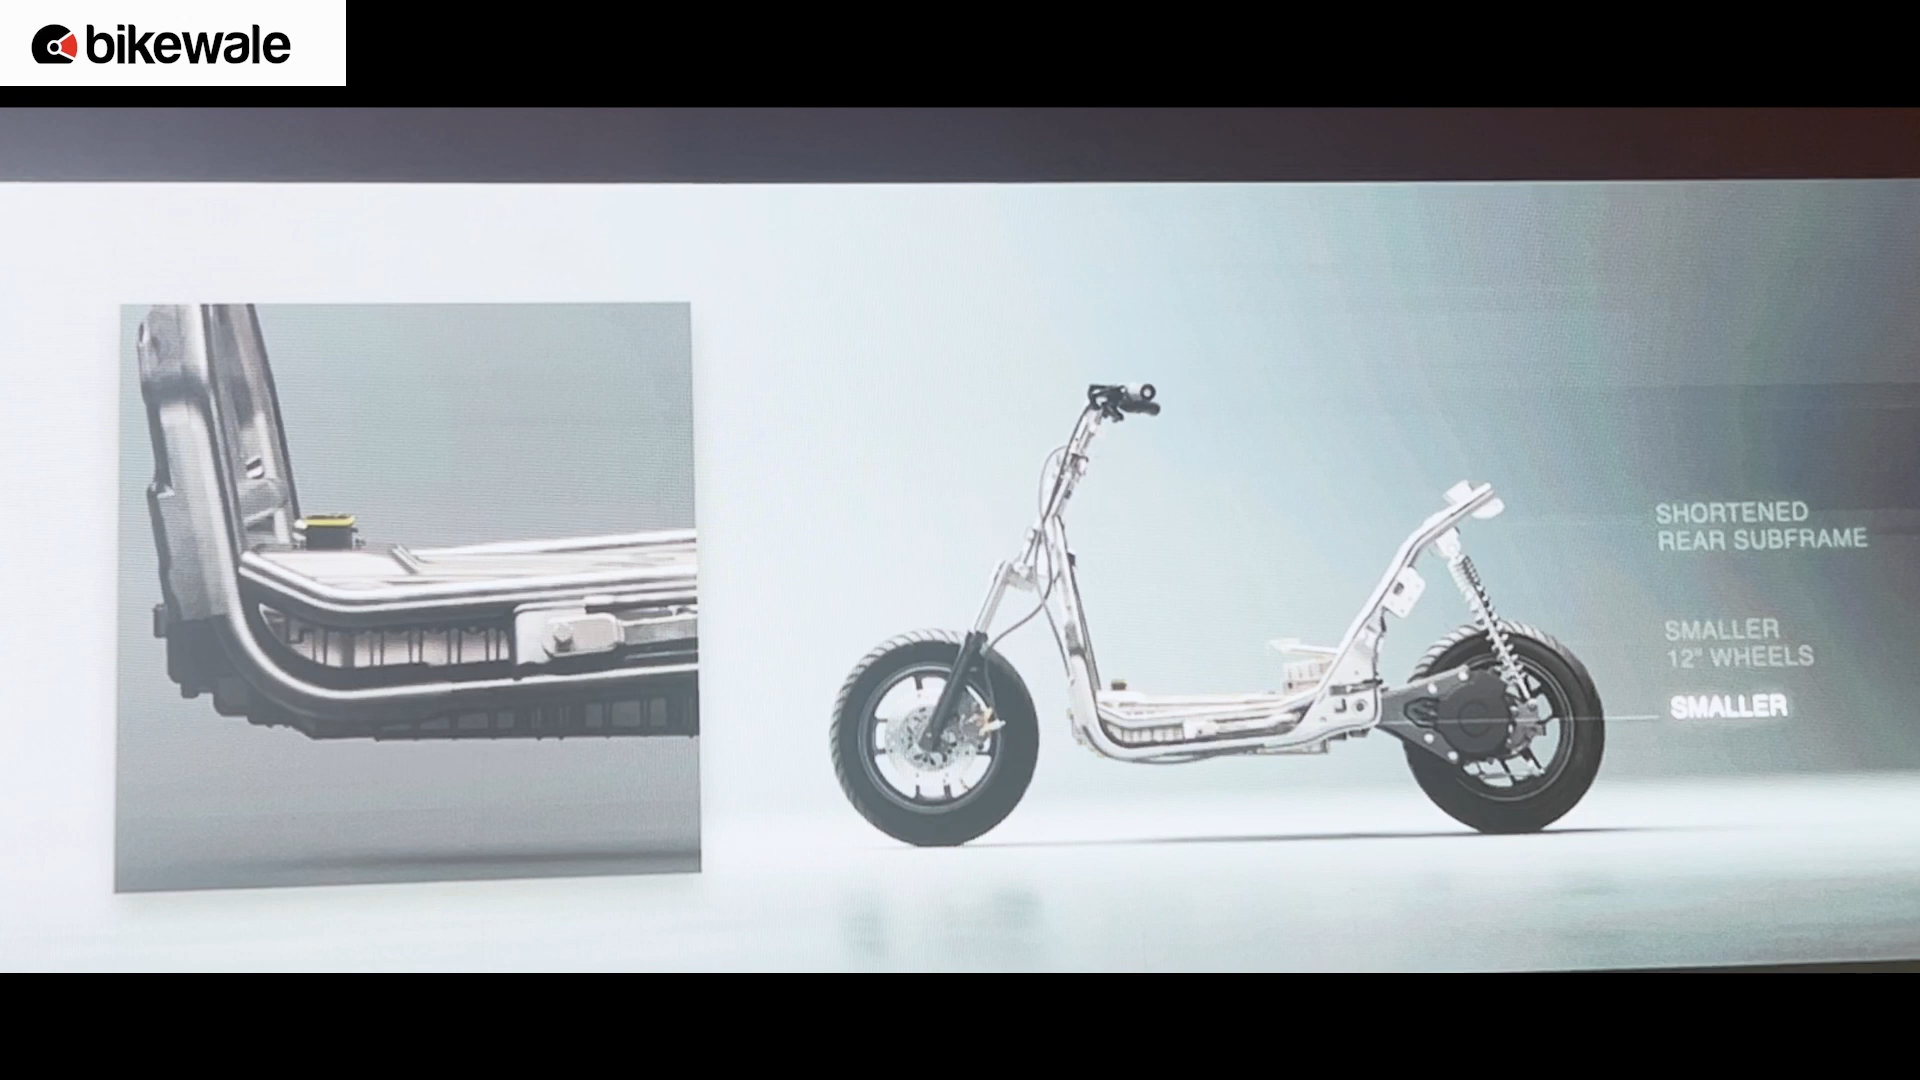 bikewale
SHORTENED
REAR SUBFRAME
SMALLER
12" WHEELS
SMALLER